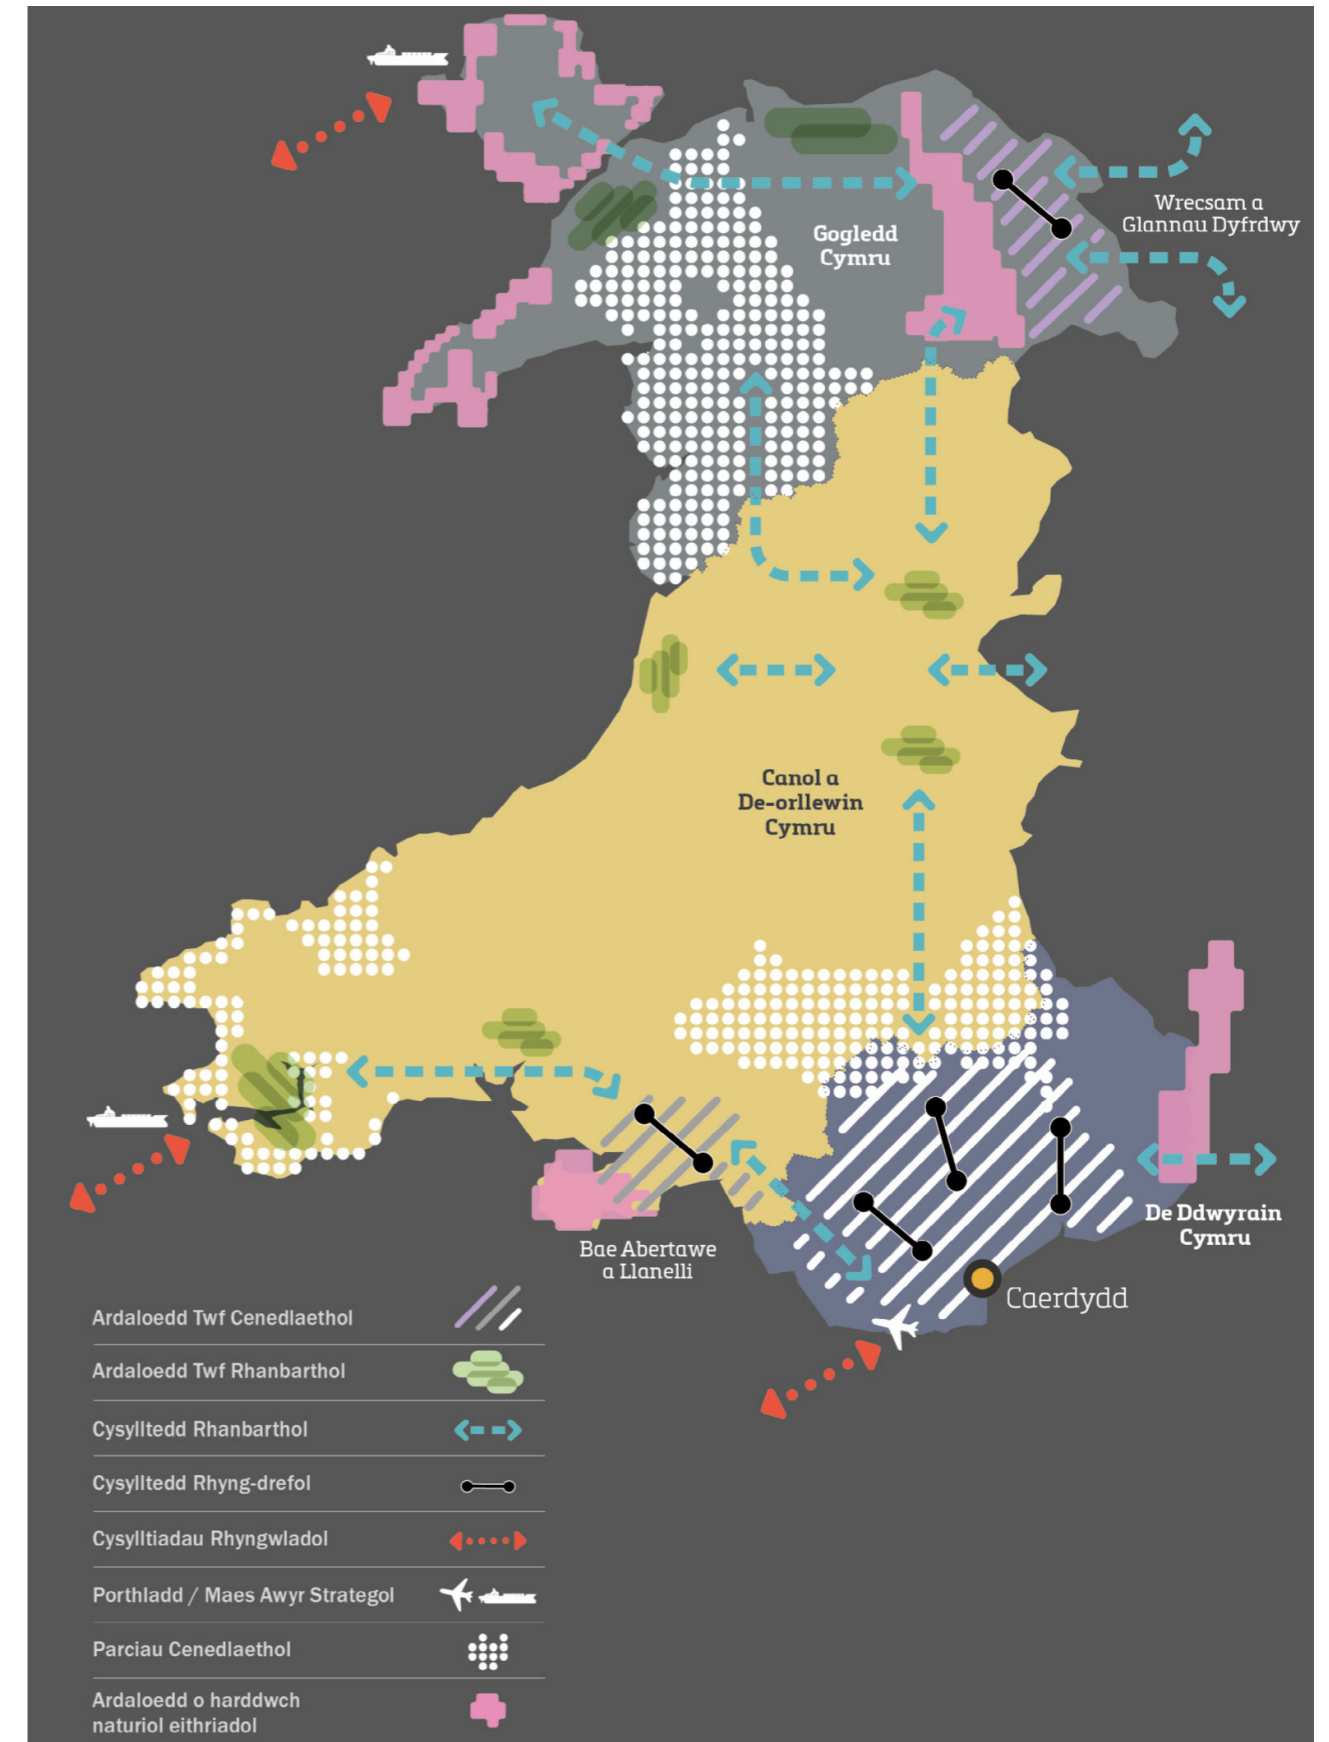 Wrecsam a
Glannau Dyfrdwy
Gogledd
Cymru
Canol a
De-orllewin
Cymru
De Ddwyrain
Cymru
Bae Abertawe
a Llanelli
Caerdydd
Ardaloedd Twf Cenedlaethol
Ardaloedd Twf Rhanbarthol
Cysylltedd Rhanbarthol
Cysylltedd Rhyng-drefol
Cysylltiadau Rhyngwladol
Porthladd / Maes Awyr Strategol
Parciau Cenedlaethol
Ardaloedd o harddwch
naturiol eithriadol